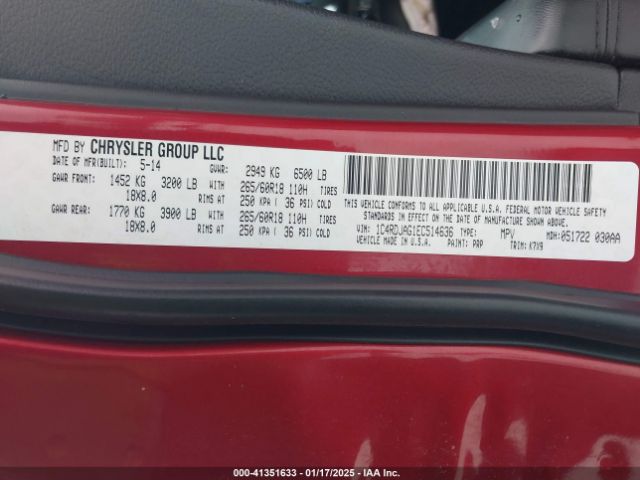 MFD BY CHRYSLER GROUP LLC
DATE OF MFR(BUILT): 5-14 GVWR: 2949 KG 6500 LB
GAWR FRONT: 1452 KG 3200 LB WITH 265/60R18 110H TIRES
18X8.0 RIMS AT 250 KPA ( 36 PSI) COLD
GAWR REAR: 1770 KG 3900 LB WITH 265/60R18 110H TIRES
18X8.0 RIMS AT 250 KPA ( 36 PSI) COLD
THIS VEHICLE CONFORMS TO ALL APPLICABLE U.S.A. FEDERAL MOTOR VEHICLE SAFETY
STANDARDS IN EFFECT ON THE DATE OF MANUFACTURE SHOWN ABOVE.
VIN: 1C4RDJAG1EC514636 TYPE: MPV MDH: 051722 030AA
VEHICLE MADE IN U.S.A. PAINT: PRP TRIM: K7X9
000-41351633 - 01/17/2025 - IAA Inc.